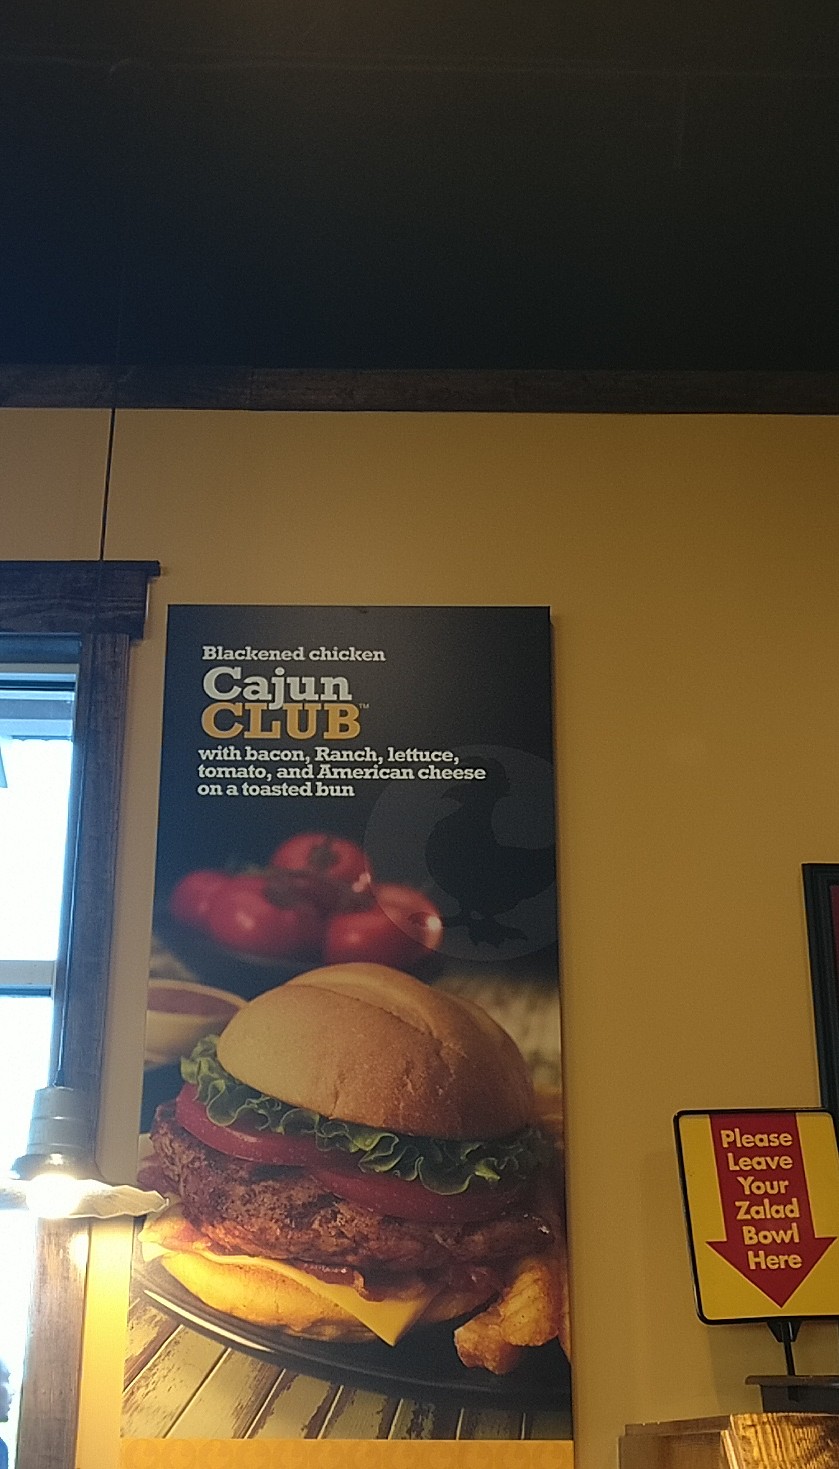 Blackened chicken
Cajun
CLUB™
with bacon, Ranch, lettuce,
tomato, and American cheese
on a toasted bun
Please
Leave
Your
Zalad
Bowl
Here